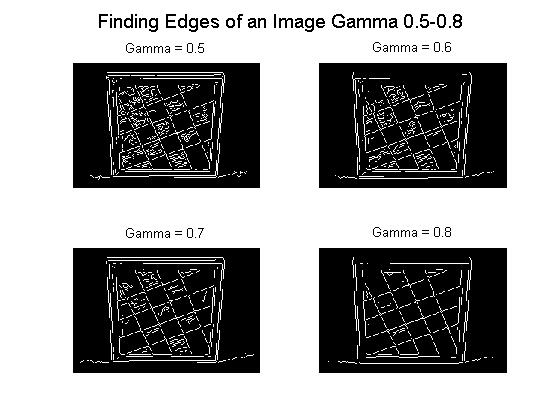 Finding Edges of an Image Gamma 0.5-0.8
Gamma = 0.5
Gamma = 0.6
Gamma = 0.7
Gamma = 0.8